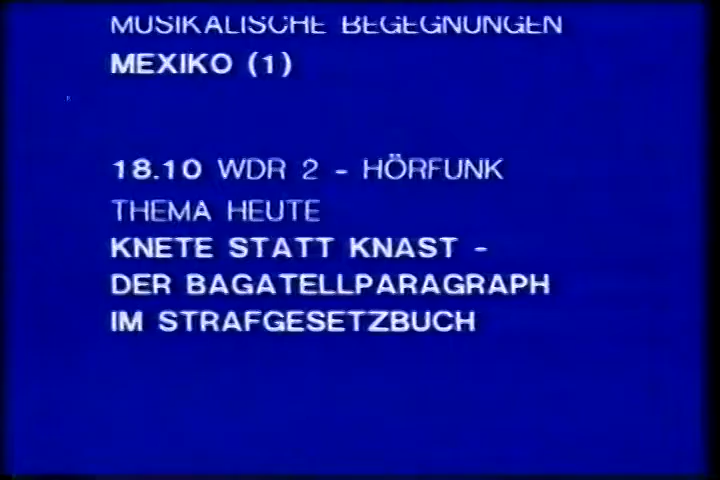 MUSIKALISCHE BEGEGNUNGEN
MEXIKO (1)
18.10 WDR 2 - HÖRFUNK
THEMA HEUTE
KNETE STATT KNAST -
DER BAGATELLPARAGRAPH
IM STRAFGESETZBUCH